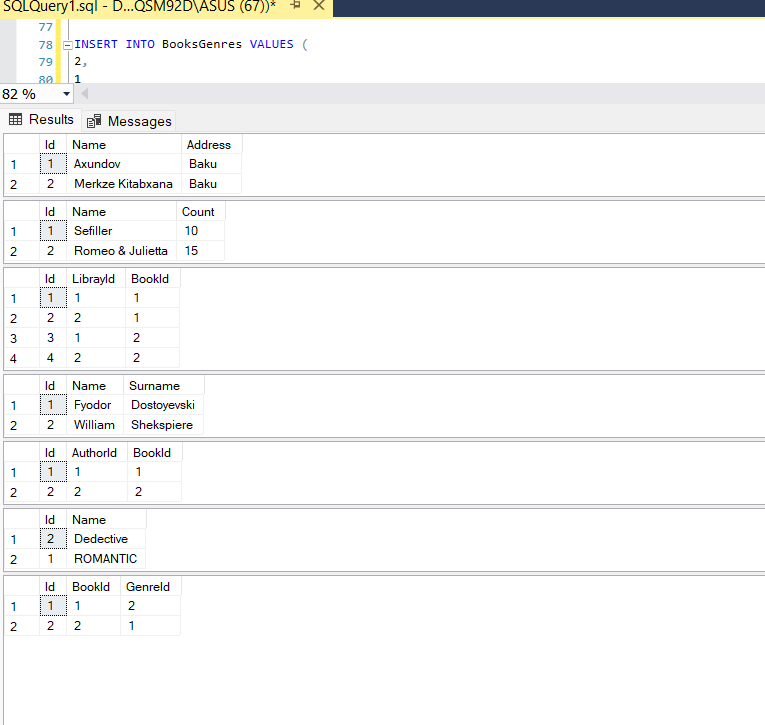 SQLQuery1.sql - D...QSM92D\ASUS (67))*
77
78 INSERT INTO BooksGenres VALUES (
79 2,
80 1
82 %
Results Messages
Id Name Address
1 1 Axundov Baku
2 2 Merkze Kitabxana Baku
Id Name Count
1 1 Sefiller 10
2 2 Romeo & Julietta 15
Id LibrayId BookId
1 1 1 1
2 2 2 1
3 3 1 2
4 4 2 2
Id Name Surname
1 1 Fyodor Dostoyevski
2 2 William Shekspiere
Id AuthorId BookId
1 1 1 1
2 2 2 2
Id Name
1 2 Dedective
2 1 ROMANTIC
Id BookId GenreId
1 1 1 2
2 2 2 1